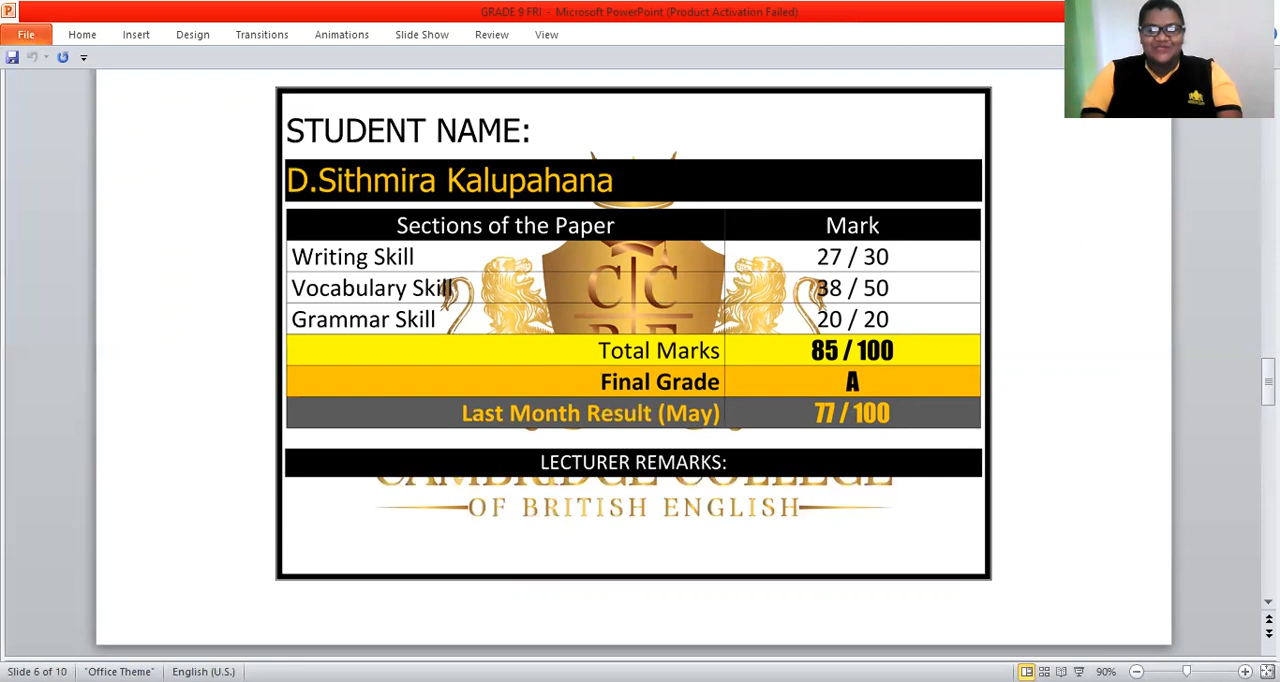 GRADE 9 FRI - Microsoft PowerPoint (Product Activation Failed)
File Home Insert Design Transitions Animations Slide Show Review View
STUDENT NAME:
D.Sithmira Kalupahana
Sections of the Paper Mark
Writing Skill 27 / 30
Vocabulary Skill 38 / 50
Grammar Skill 20 / 20
Total Marks 85 / 100
Final Grade A
Last Month Result (May) 77 / 100
LECTURER REMARKS:
CAMBRIDGE COLLEGE
OF BRITISH ENGLISH
C C
B E
Slide 6 of 10 "Office Theme" English (U.S.) 90%